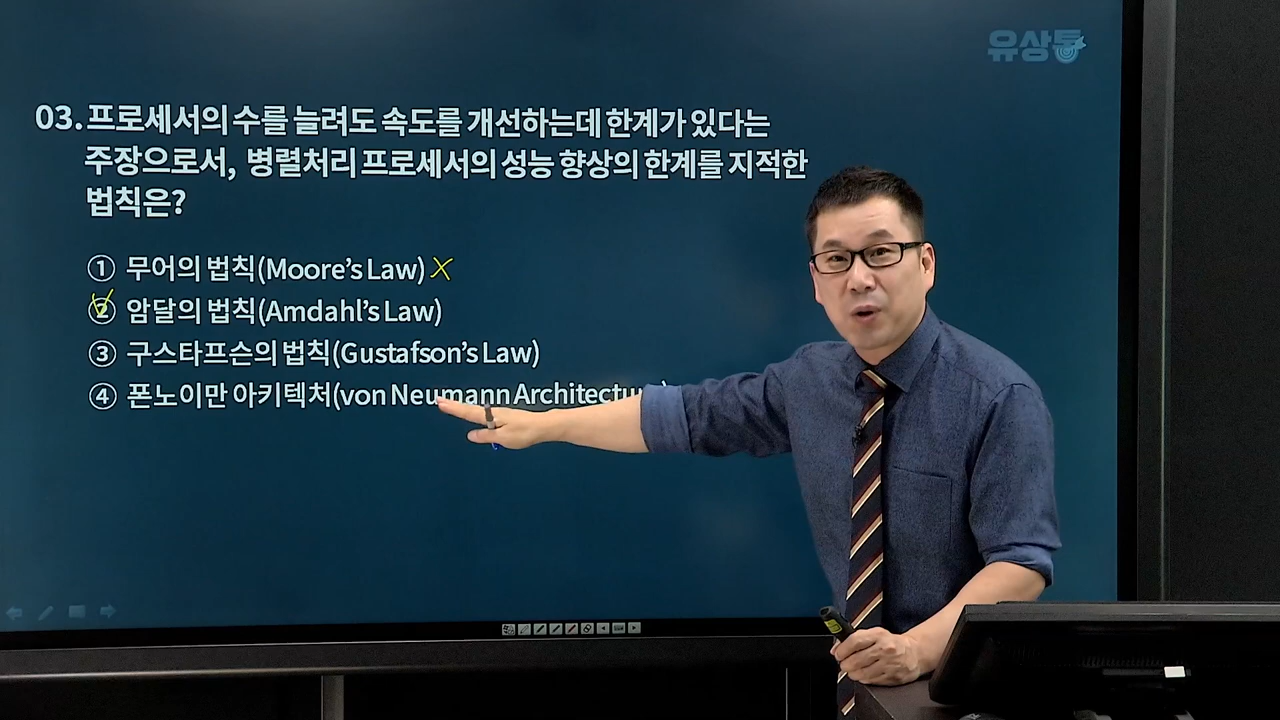 유상통
03. 프로세서의 수를 늘려도 속도를 개선하는데 한계가 있다는
주장으로서, 병렬처리 프로세서의 성능 향상의 한계를 지적한
법칙은?
① 무어의 법칙(Moore's Law) X
② 암달의 법칙(Amdahl's Law)
③ 구스타프슨의 법칙(Gustafson's Law)
④ 폰노이만 아키텍처(von Neumann